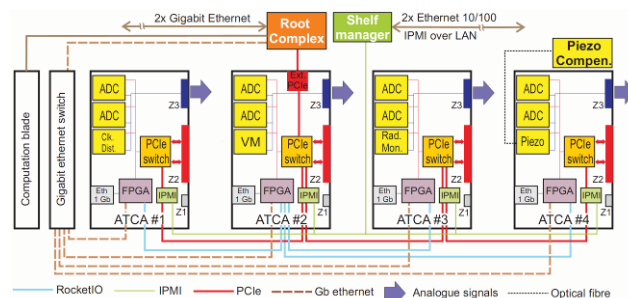 2x Gigabit Ethernet
Root
Complex
Shelf
manager
2x Ethernet 10/100
IPMI over LAN
Piezo
Compen.
Computation blade
Gigabit ethernet switch
ADC
ADC
Clk.
Dist.
PCIe
switch
Z3
Z2
Z1
Eth
1 Gb
FPGA
IPMI
ATCA #1
Ext.
PCIe
ADC
ADC
VM
PCIe
switch
Z3
Z2
Z1
Eth
1 Gb
FPGA
IPMI
ATCA #2
ADC
ADC
Rad.
Mon.
PCIe
switch
Z3
Z2
Z1
Eth
1 Gb
FPGA
IPMI
ATCA #3
ADC
ADC
Piezo
PCIe
switch
Z3
Z2
Z1
Eth
1 Gb
FPGA
IPMI
ATCA #4
RocketIO
IPMI
PCIe
Gb ethernet
Analogue signals
Optical fibre